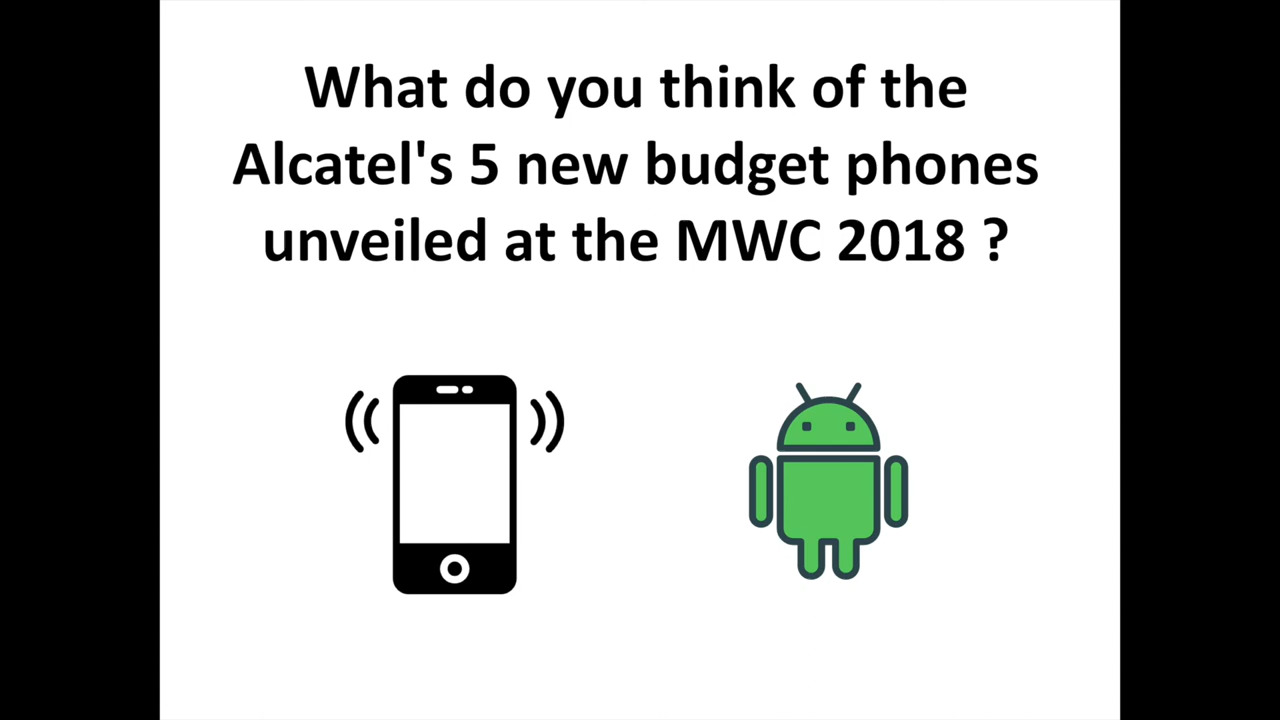 What do you think of the
Alcatel's 5 new budget phones
unveiled at the MWC 2018 ?